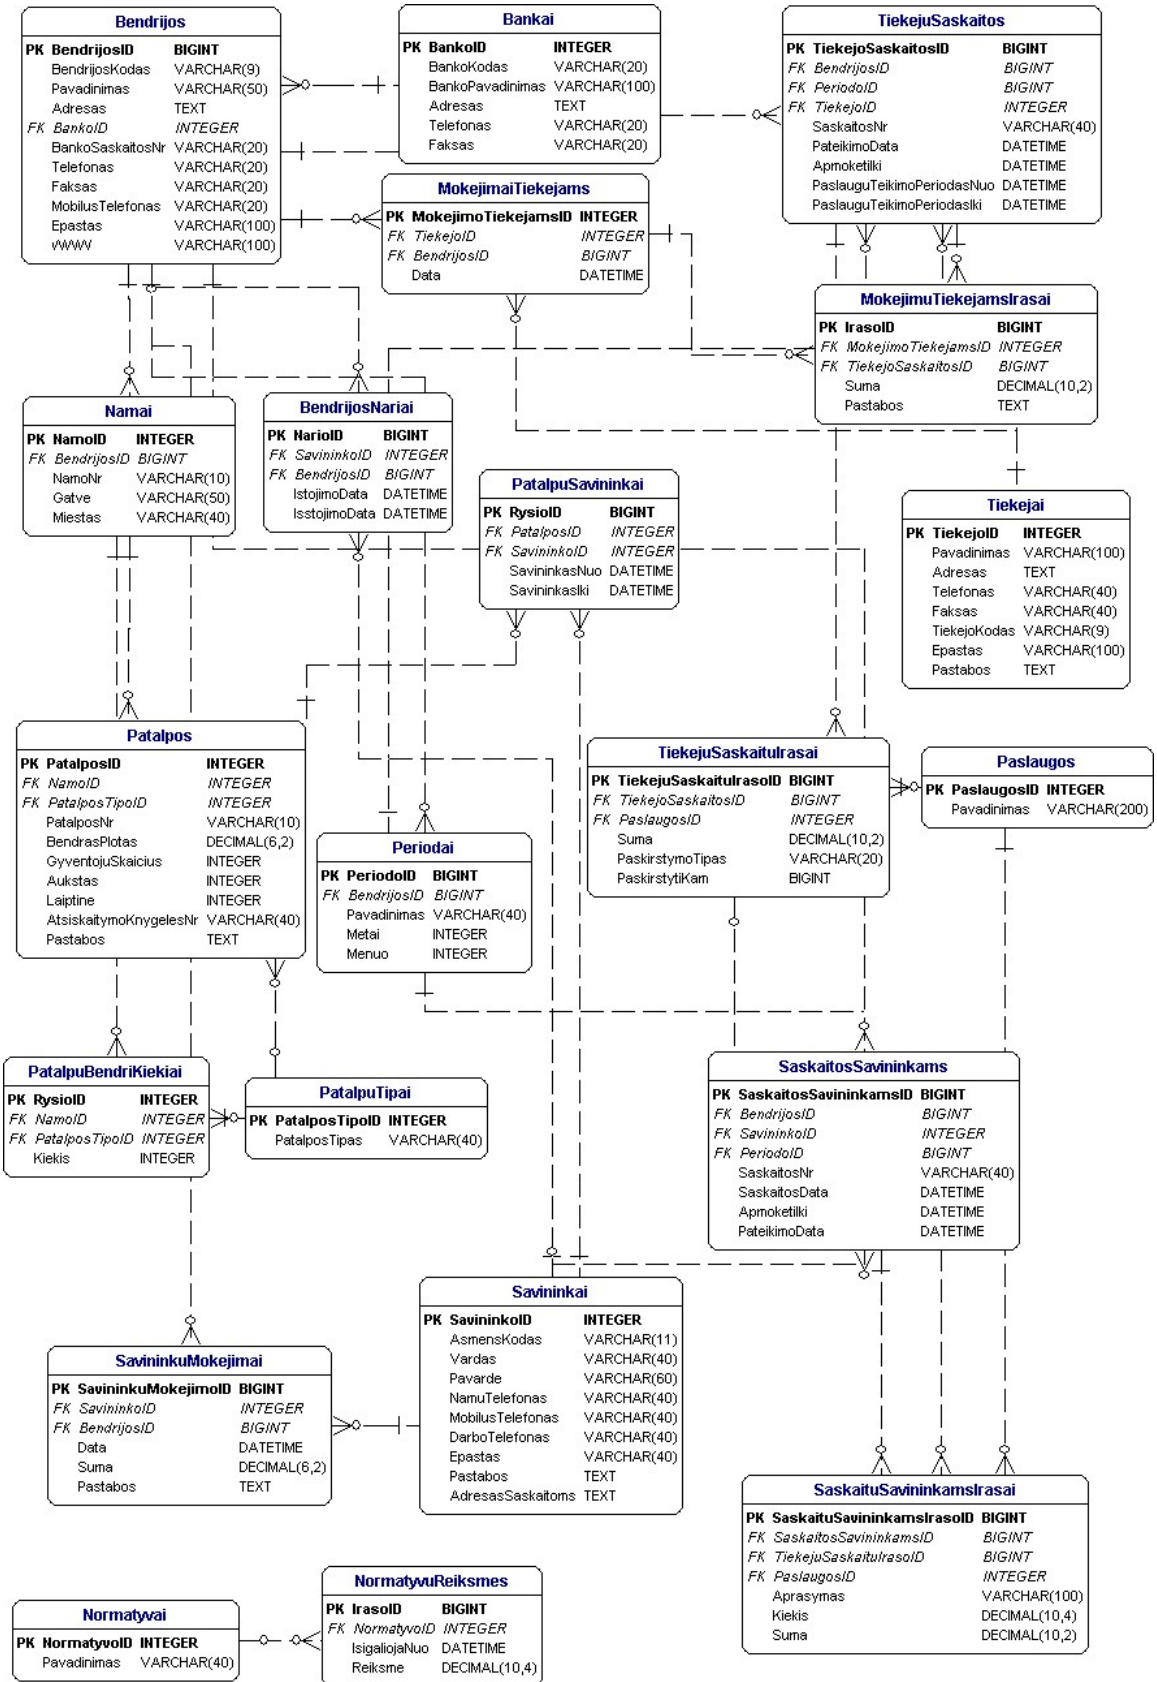 Bendrijos
PK BendrijosID BIGINT
BendrijosKodas VARCHAR(9)
Pavadinimas VARCHAR(50)
Adresas TEXT
FK BankoID INTEGER
BankoSaskaitosNr VARCHAR(20)
Telefonas VARCHAR(20)
Faksas VARCHAR(20)
MobilusTelefonas VARCHAR(20)
Epastas VARCHAR(100)
WWW VARCHAR(100)
Bankai
PK BankoID INTEGER
BankoKodas VARCHAR(20)
BankoPavadinimas VARCHAR(100)
Adresas TEXT
Telefonas VARCHAR(20)
Faksas VARCHAR(20)
TiekejuSaskaitos
PK TiekejoSaskaitosID BIGINT
FK BendrijosID BIGINT
FK PeriodoID BIGINT
FK TiekejoID INTEGER
SaskaitosNr VARCHAR(40)
PateikimoData DATETIME
ApmoketiIki DATETIME
PaslauguTeikimoPeriodasNuo DATETIME
PaslauguTeikimoPeriodasIki DATETIME
MokejimaiTiekejams
PK MokejimoTiekejamsID INTEGER
FK TiekejoID INTEGER
FK BendrijosID BIGINT
Data DATETIME
MokejimuTiekejamsIrasai
PK IrasoID BIGINT
FK MokejimoTiekejamsID INTEGER
FK TiekejoSaskaitosID BIGINT
Suma DECIMAL(10,2)
Pastabos TEXT
Namai
PK NamoID INTEGER
FK BendrijosID BIGINT
NamoNr VARCHAR(10)
Gatve VARCHAR(50)
Miestas VARCHAR(40)
BendrijosNariai
PK NarioID BIGINT
FK SavininkoID INTEGER
FK BendrijosID BIGINT
IstojimoData DATETIME
IsstojimoData DATETIME
PatalpuSavininkai
PK RysioID BIGINT
FK PatalposID INTEGER
FK SavininkoID INTEGER
SavininkasNuo DATETIME
SavininkasIki DATETIME
Tiekejai
PK TiekejoID INTEGER
Pavadinimas VARCHAR(100)
Adresas TEXT
Telefonas VARCHAR(40)
Faksas VARCHAR(40)
TiekejoKodas VARCHAR(9)
Epastas VARCHAR(100)
Pastabos TEXT
Patalpos
PK PatalposID INTEGER
FK NamoID INTEGER
FK PatalposTipoID INTEGER
PatalposNr VARCHAR(10)
BendrasPlotas DECIMAL(6,2)
GyventojuSkaicius INTEGER
Aukstas INTEGER
Laiptine INTEGER
AtsiskaitymoKnygelesNr VARCHAR(40)
Pastabos TEXT
TiekejuSaskaituIrasai
PK TiekejuSaskaituIrasoID BIGINT
FK TiekejoSaskaitosID BIGINT
FK PaslaugosID INTEGER
Suma DECIMAL(10,2)
PaskirstymoTipas VARCHAR(20)
PaskirstytiKam BIGINT
Paslaugos
PK PaslaugosID INTEGER
Pavadinimas VARCHAR(200)
Periodai
PK PeriodoID BIGINT
FK BendrijosID BIGINT
Pavadinimas VARCHAR(40)
Metai INTEGER
Menuo INTEGER
PatalpuBendriKiekiai
PK RysioID INTEGER
FK NamoID INTEGER
FK PatalposTipoID INTEGER
Kiekis INTEGER
PatalpuTipai
PK PatalposTipoID INTEGER
PatalposTipas VARCHAR(40)
SaskaitosSavininkams
PK SaskaitosSavininkamsID BIGINT
FK BendrijosID BIGINT
FK SavininkoID INTEGER
FK PeriodoID BIGINT
SaskaitosNr VARCHAR(40)
SaskaitosData DATETIME
ApmoketiIki DATETIME
PateikimoData DATETIME
Savininkai
PK SavininkoID INTEGER
AsmensKodas VARCHAR(11)
Vardas VARCHAR(40)
Pavarde VARCHAR(60)
NamuTelefonas VARCHAR(40)
MobilusTelefonas VARCHAR(40)
DarboTelefonas VARCHAR(40)
Epastas VARCHAR(40)
Pastabos TEXT
AdresasSaskaitoms TEXT
SavininkuMokejimai
PK SavininkuMokejimoID BIGINT
FK SavininkoID INTEGER
FK BendrijosID BIGINT
Data DATETIME
Suma DECIMAL(6,2)
Pastabos TEXT
SaskaituSavininkamsIrasai
PK SaskaituSavininkamsIrasoID BIGINT
FK SaskaitosSavininkamsID BIGINT
FK TiekejuSaskaituIrasoID BIGINT
FK PaslaugosID INTEGER
Aprasymas VARCHAR(100)
Kiekis DECIMAL(10,4)
Suma DECIMAL(10,2)
Normatyvai
PK NormatyvoID INTEGER
Pavadinimas VARCHAR(40)
NormatyvuReiksmes
PK IrasoID BIGINT
FK NormatyvoID INTEGER
IsigaliojaNuo DATETIME
Reiksme DECIMAL(10,4)